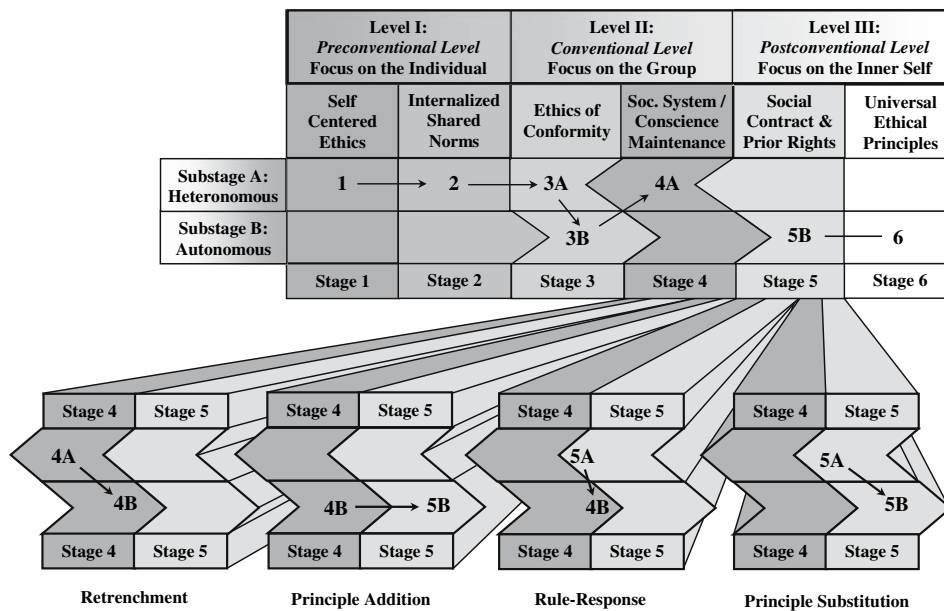 Level I:
Preconventional Level
Focus on the Individual
Level II:
Conventional Level
Focus on the Group
Level III:
Postconventional Level
Focus on the Inner Self
Self
Centered
Ethics
Internalized
Shared
Norms
Ethics of
Conformity
Soc. System /
Conscience
Maintenance
Social
Contract &
Prior Rights
Universal
Ethical
Principles
Substage A:
Heteronomous
1
2
3A
4A
Substage B:
Autonomous
3B
5B
6
Stage 1
Stage 2
Stage 3
Stage 4
Stage 5
Stage 6
Stage 4
Stage 5
Stage 4
Stage 5
Stage 4
Stage 5
Stage 4
Stage 5
4A
5A
5A
4B
4B
5B
4B
5B
Stage 4
Stage 5
Stage 4
Stage 5
Stage 4
Stage 5
Stage 4
Stage 5
Retrenchment
Principle Addition
Rule-Response
Principle Substitution